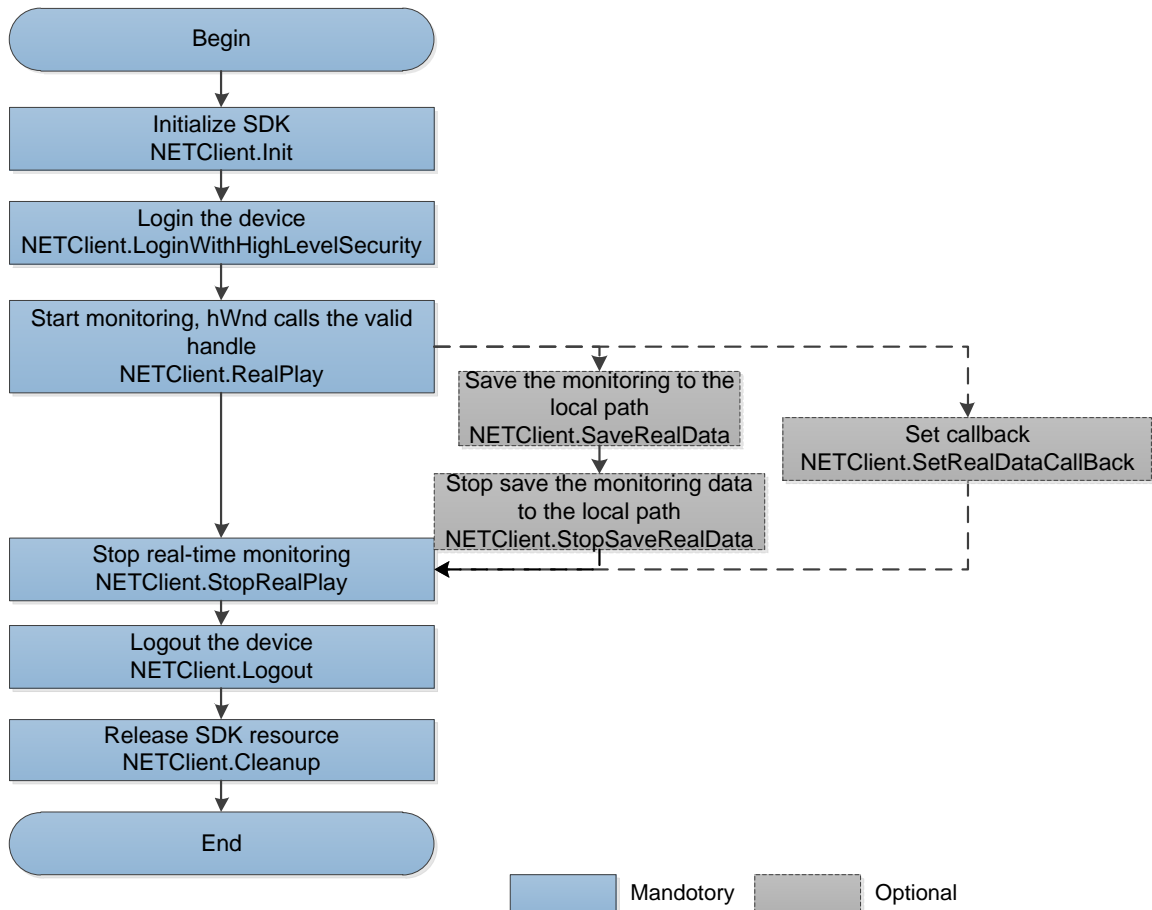 Begin
Initialize SDK
NETClient.Init
Login the device
NETClient.LoginWithHighLevelSecurity
Start monitoring, hWnd calls the valid
handle
NETClient.RealPlay
Save the monitoring to the
local path
NETClient.SaveRealData
Set callback
NETClient.SetRealDataCallBack
Stop save the monitoring data
to the local path
NETClient.StopSaveRealData
Stop real-time monitoring
NETClient.StopRealPlay
Logout the device
NETClient.Logout
Release SDK resource
NETClient.Cleanup
End
Mandotory
Optional